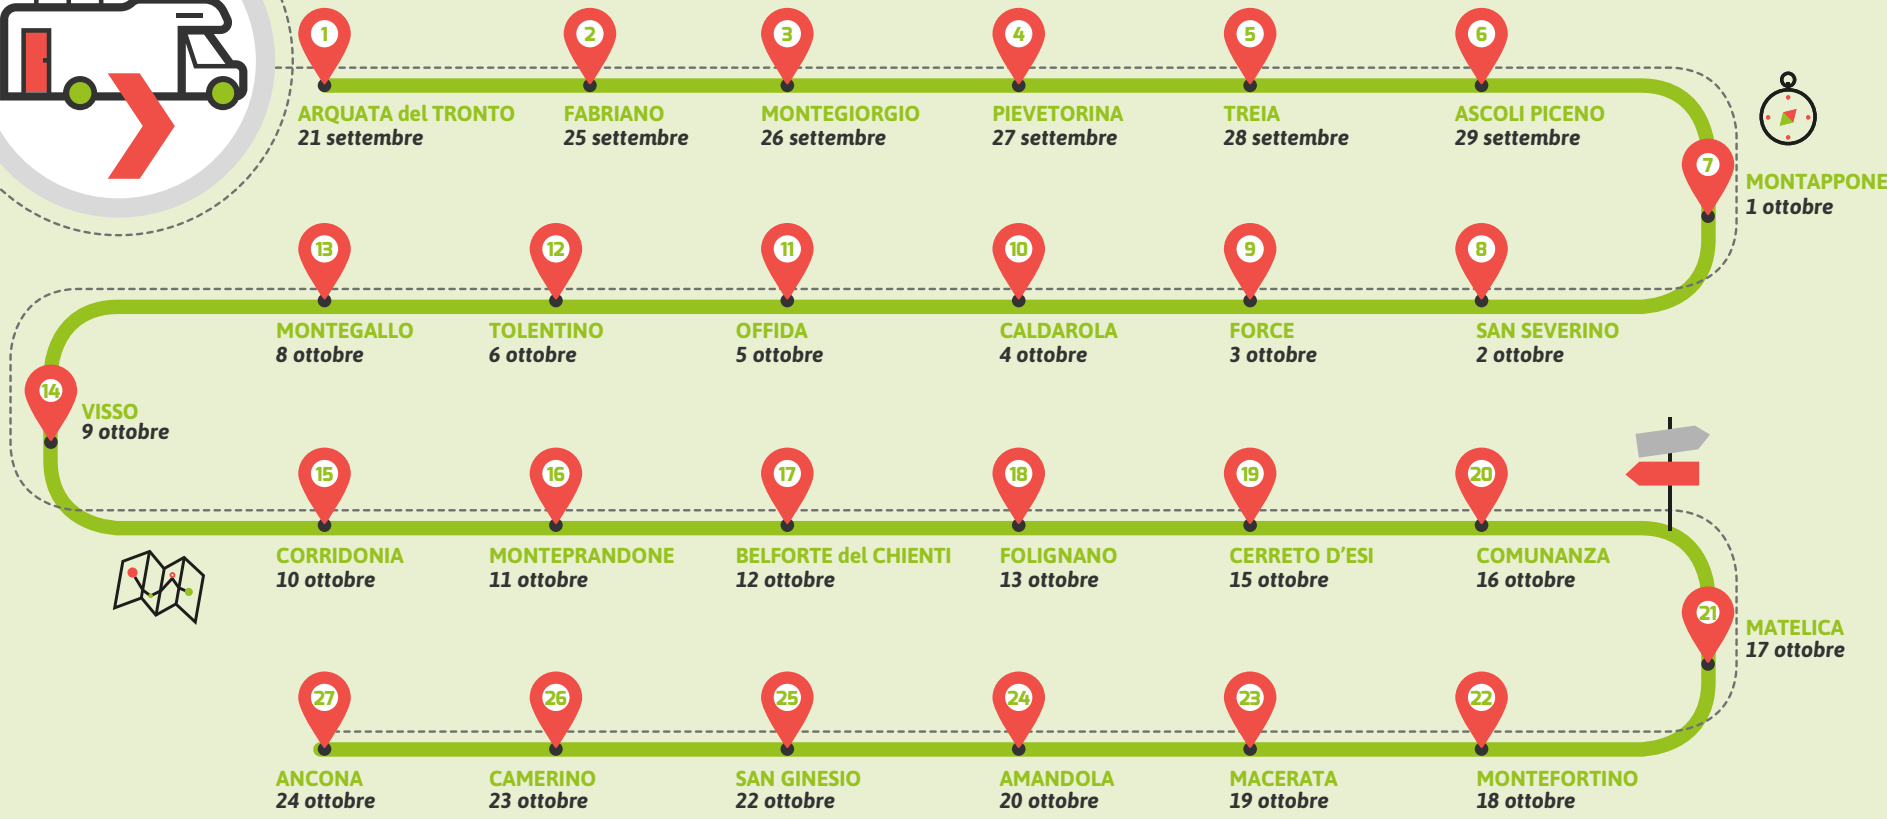 1
ARQUATA del TRONTO
21 settembre
2
FABRIANO
25 settembre
3
MONTEGIORGIO
26 settembre
4
PIEVETORINA
27 settembre
5
TREIA
28 settembre
6
ASCOLI PICENO
29 settembre
7
MONTAPPONE
1 ottobre
8
SAN SEVERINO
2 ottobre
9
FORCE
3 ottobre
10
CALDAROLA
4 ottobre
11
OFFIDA
5 ottobre
12
TOLENTINO
6 ottobre
13
MONTEGALLO
8 ottobre
14
VISSO
9 ottobre
15
CORRIDONIA
10 ottobre
16
MONTEPRANDONE
11 ottobre
17
BELFORTE del CHIENTI
12 ottobre
18
FOLIGNANO
13 ottobre
19
CERRETO D’ESI
15 ottobre
20
COMUNANZA
16 ottobre
21
MATELICA
17 ottobre
22
MONTEFORTINO
18 ottobre
23
MACERATA
19 ottobre
24
AMANDOLA
20 ottobre
25
SAN GINESIO
22 ottobre
26
CAMERINO
23 ottobre
27
ANCONA
24 ottobre